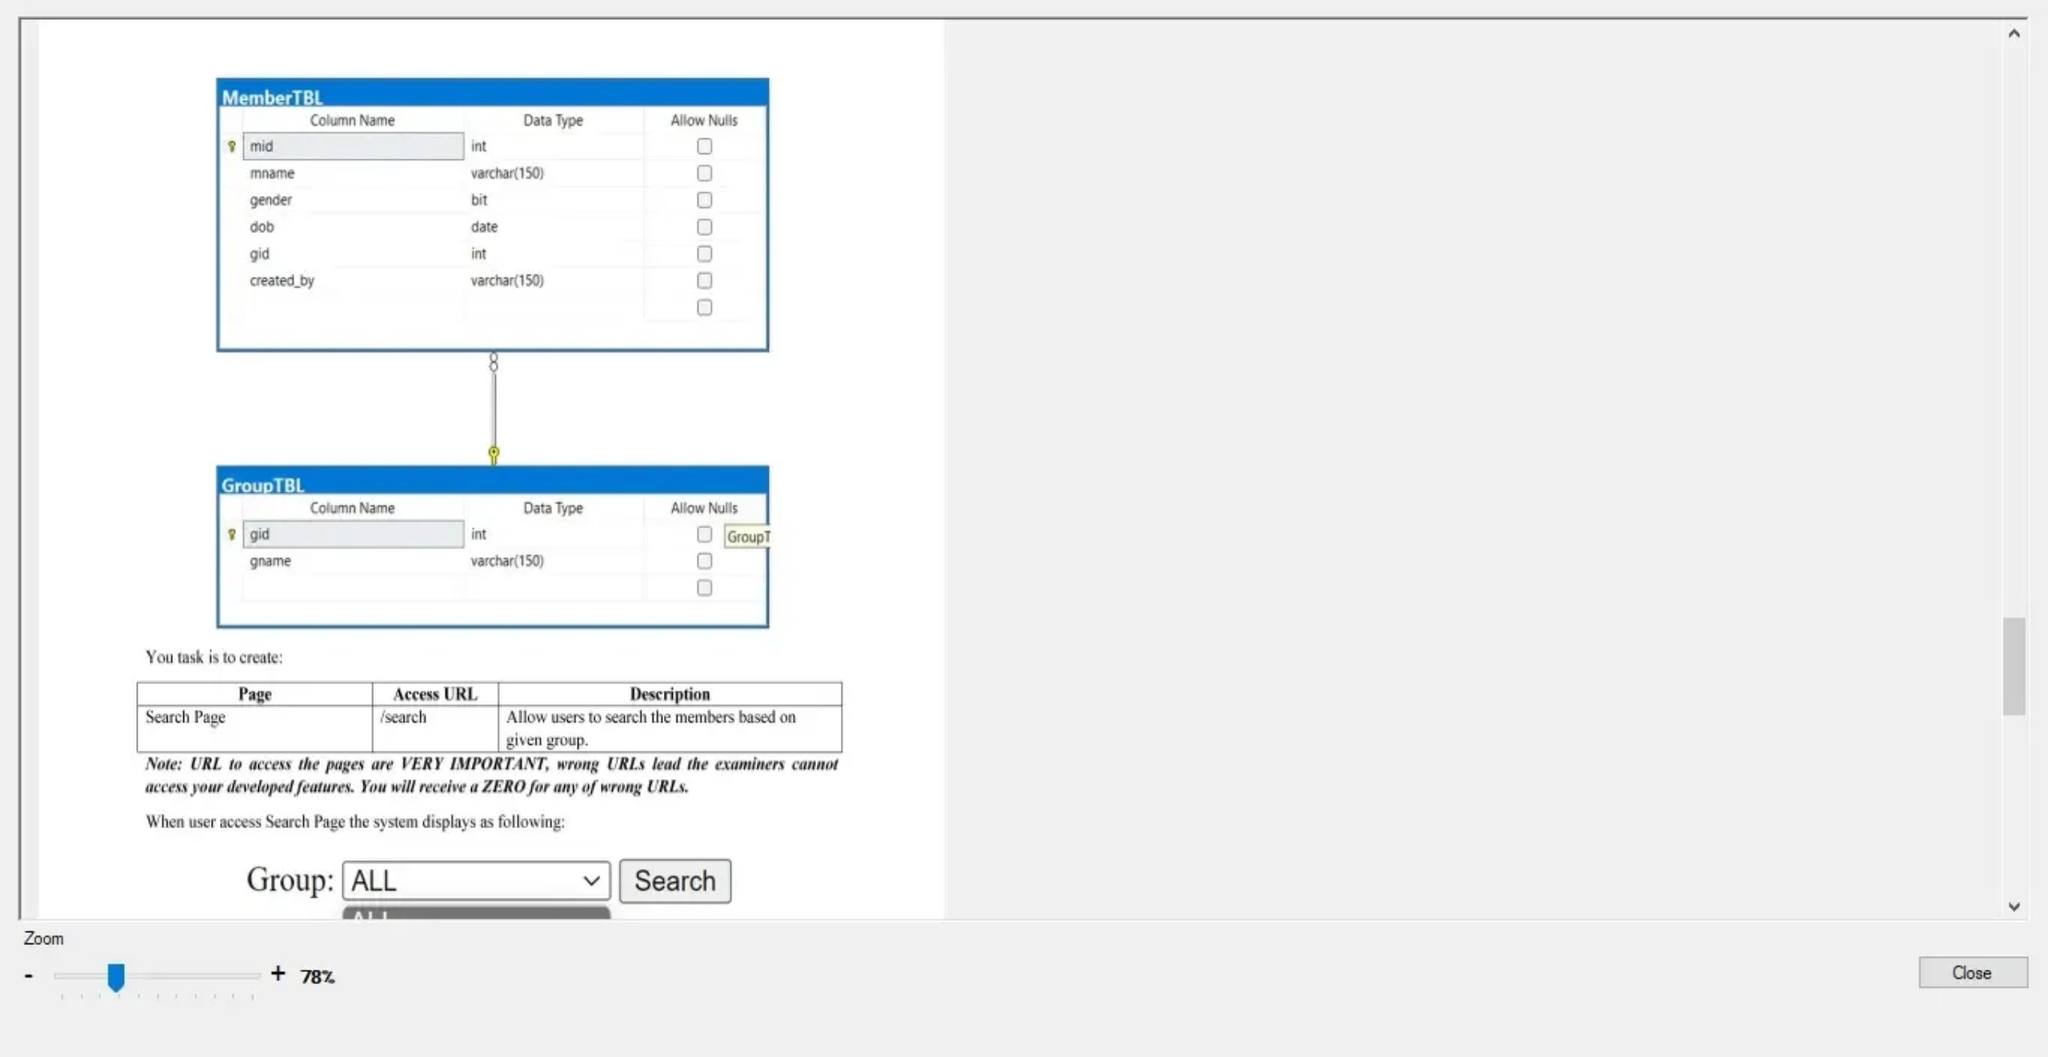 MemberTBL
Column Name Data Type Allow Nulls
mid int
mname varchar(150)
gender bit
dob date
gid int
created_by varchar(150)
GroupTBL
Column Name Data Type Allow Nulls
gid int GroupT
gname varchar(150)
You task is to create:
Page Access URL Description
Search Page /search Allow users to search the members based on
given group.
Note: URL to access the pages are VERY IMPORTANT, wrong URLs lead the examiners cannot
access your developed features. You will receive a ZERO for any of wrong URLs.
When user access Search Page the system displays as following:
Group: ALL Search
ALL
Zoom
- + 78%
Close